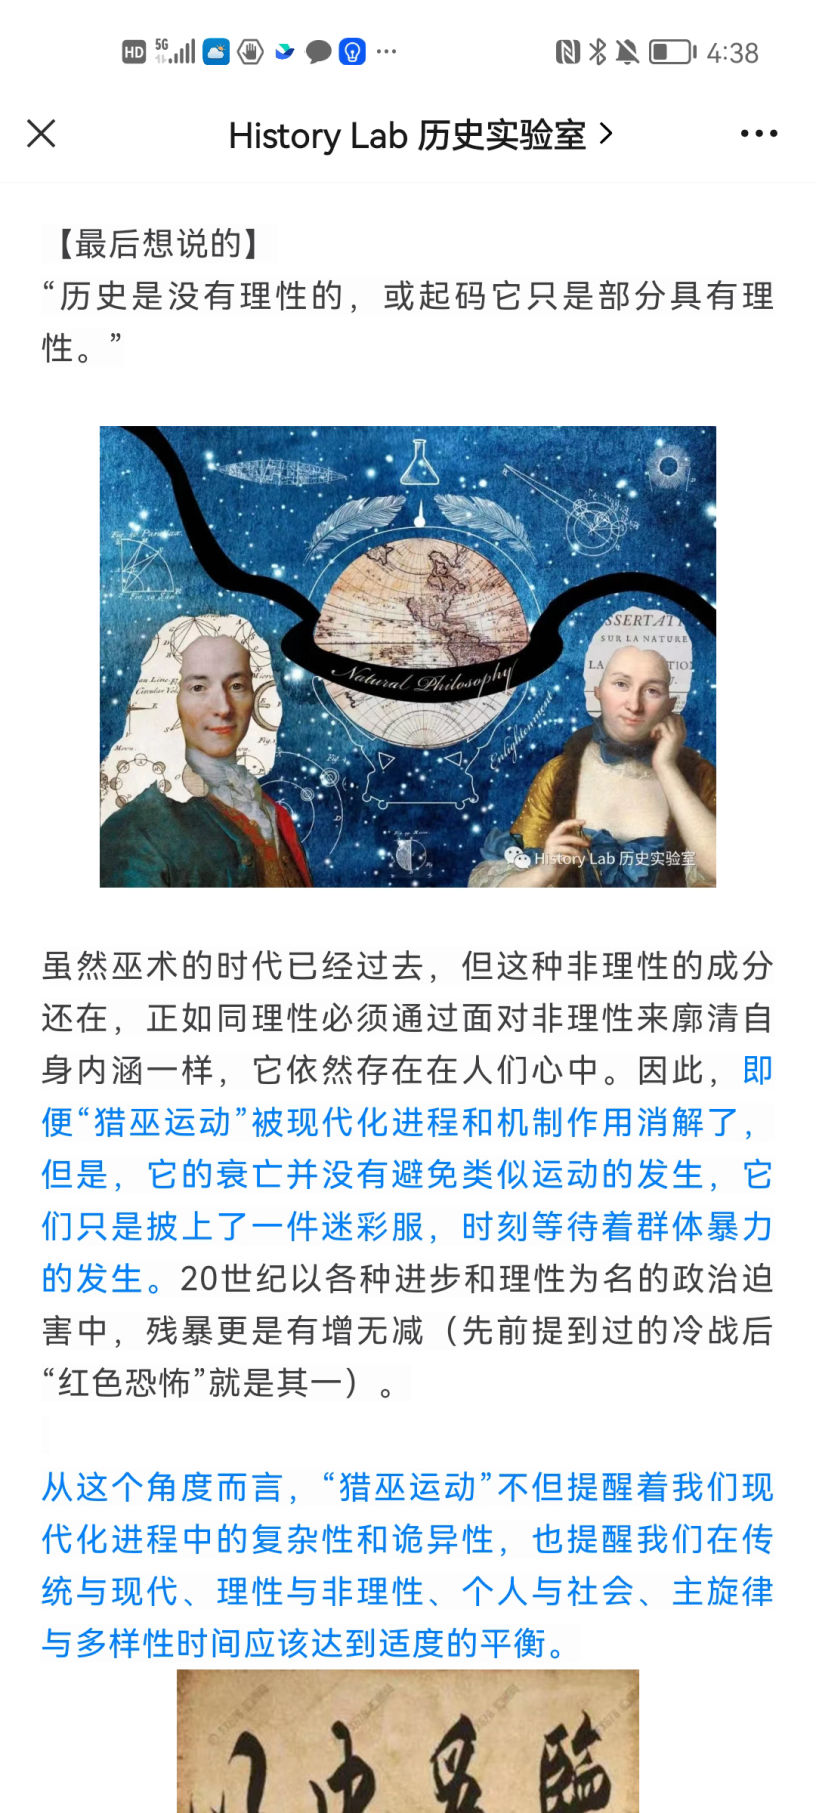 HD 5G 4:38
History Lab 历史实验室
【最后想说的】
“历史是没有理性的，或起码它只是部分具有理
性。”
SSERTATI
SUR LA NATURE
LA
Natural Philosophy
Enlightenment
History Lab 历史实验室
虽然巫术的时代已经过去，但这种非理性的成分
还在，正如同理性必须通过面对非理性来廓清自
身内涵一样，它依然存在在人们心中。因此，即
便“猎巫运动”被现代化进程和机制作用消解了，
但是，它的衰亡并没有避免类似运动的发生，它
们只是披上了一件迷彩服，时刻等待着群体暴力
的发生。20世纪以各种进步和理性为名的政治迫
害中，残暴更是有增无减（先前提到过的冷战后
“红色恐怖”就是其一）。
从这个角度而言，“猎巫运动”不但提醒着我们现
代化进程中的复杂性和诡异性，也提醒我们在传
统与现代、理性与非理性、个人与社会、主旋律
与多样性时间应该达到适度的平衡。